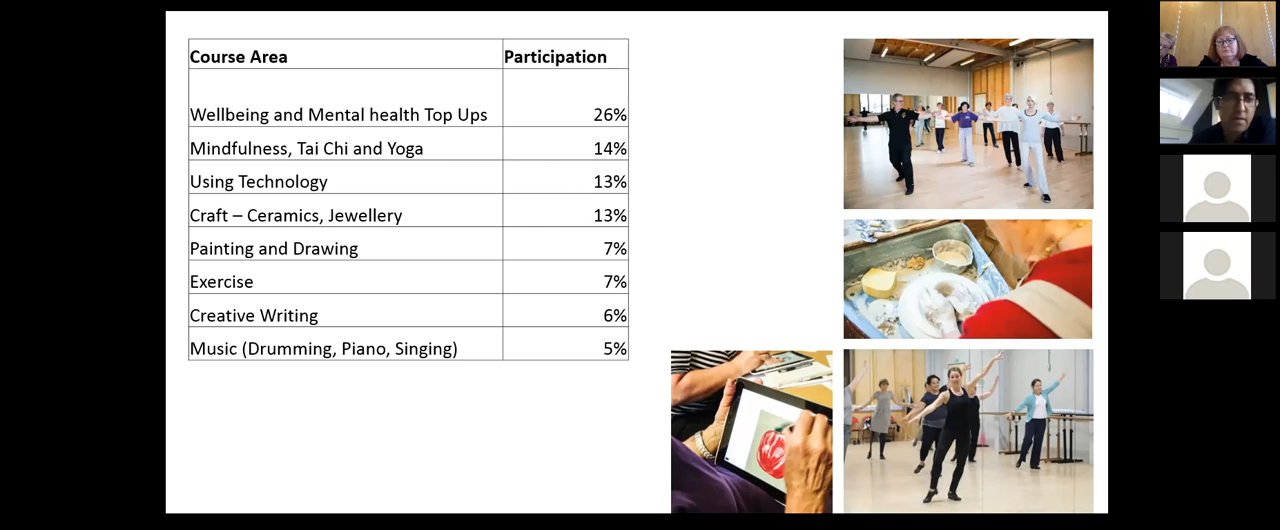 Course Area Participation
Wellbeing and Mental health Top Ups 26%
Mindfulness, Tai Chi and Yoga 14%
Using Technology 13%
Craft – Ceramics, Jewellery 13%
Painting and Drawing 7%
Exercise 7%
Creative Writing 6%
Music (Drumming, Piano, Singing) 5%